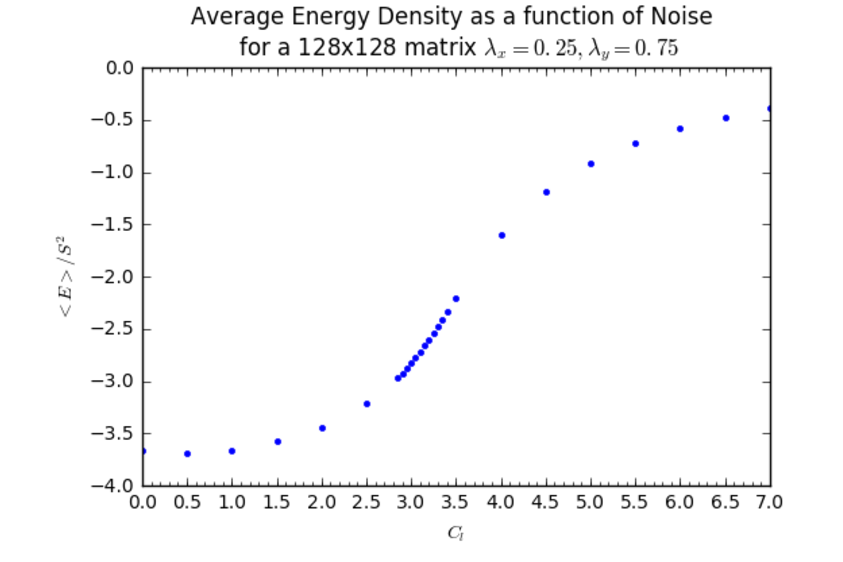 Average Energy Density as a function of Noise
for a 128x128 matrix λx = 0.25, λy = 0.75
0.0
−0.5
−1.0
−1.5
−2.0
−2.5
−3.0
−3.5
−4.0
<E>/S²
0.0 0.5 1.0 1.5 2.0 2.5 3.0 3.5 4.0 4.5 5.0 5.5 6.0 6.5 7.0
Cl